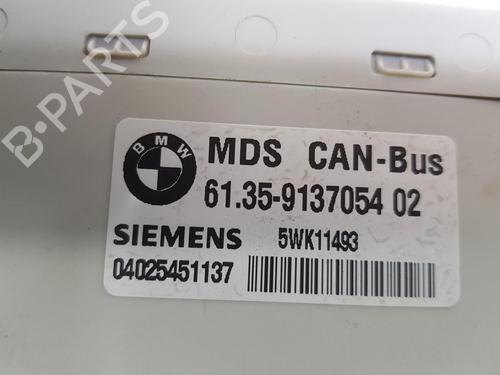 B-PARTS
BMW
MDS CAN-Bus
61.35-9137054 02
SIEMENS 5WK11493
04025451137